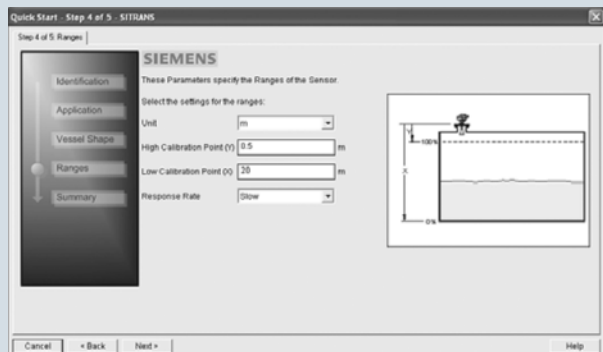 Quick Start - Step 4 of 5 - SITRANS
Step 4 of 5: Ranges
SIEMENS
Identification
Application
Vessel Shape
Ranges
Summary
These Parameters specify the Ranges of the Sensor.
Select the settings for the ranges:
Unit m
High Calibration Point (Y) 0.5 m
Low Calibration Point (X) 20 m
Response Rate Slow
Y
100%
X
0%
Cancel < Back Next > Help